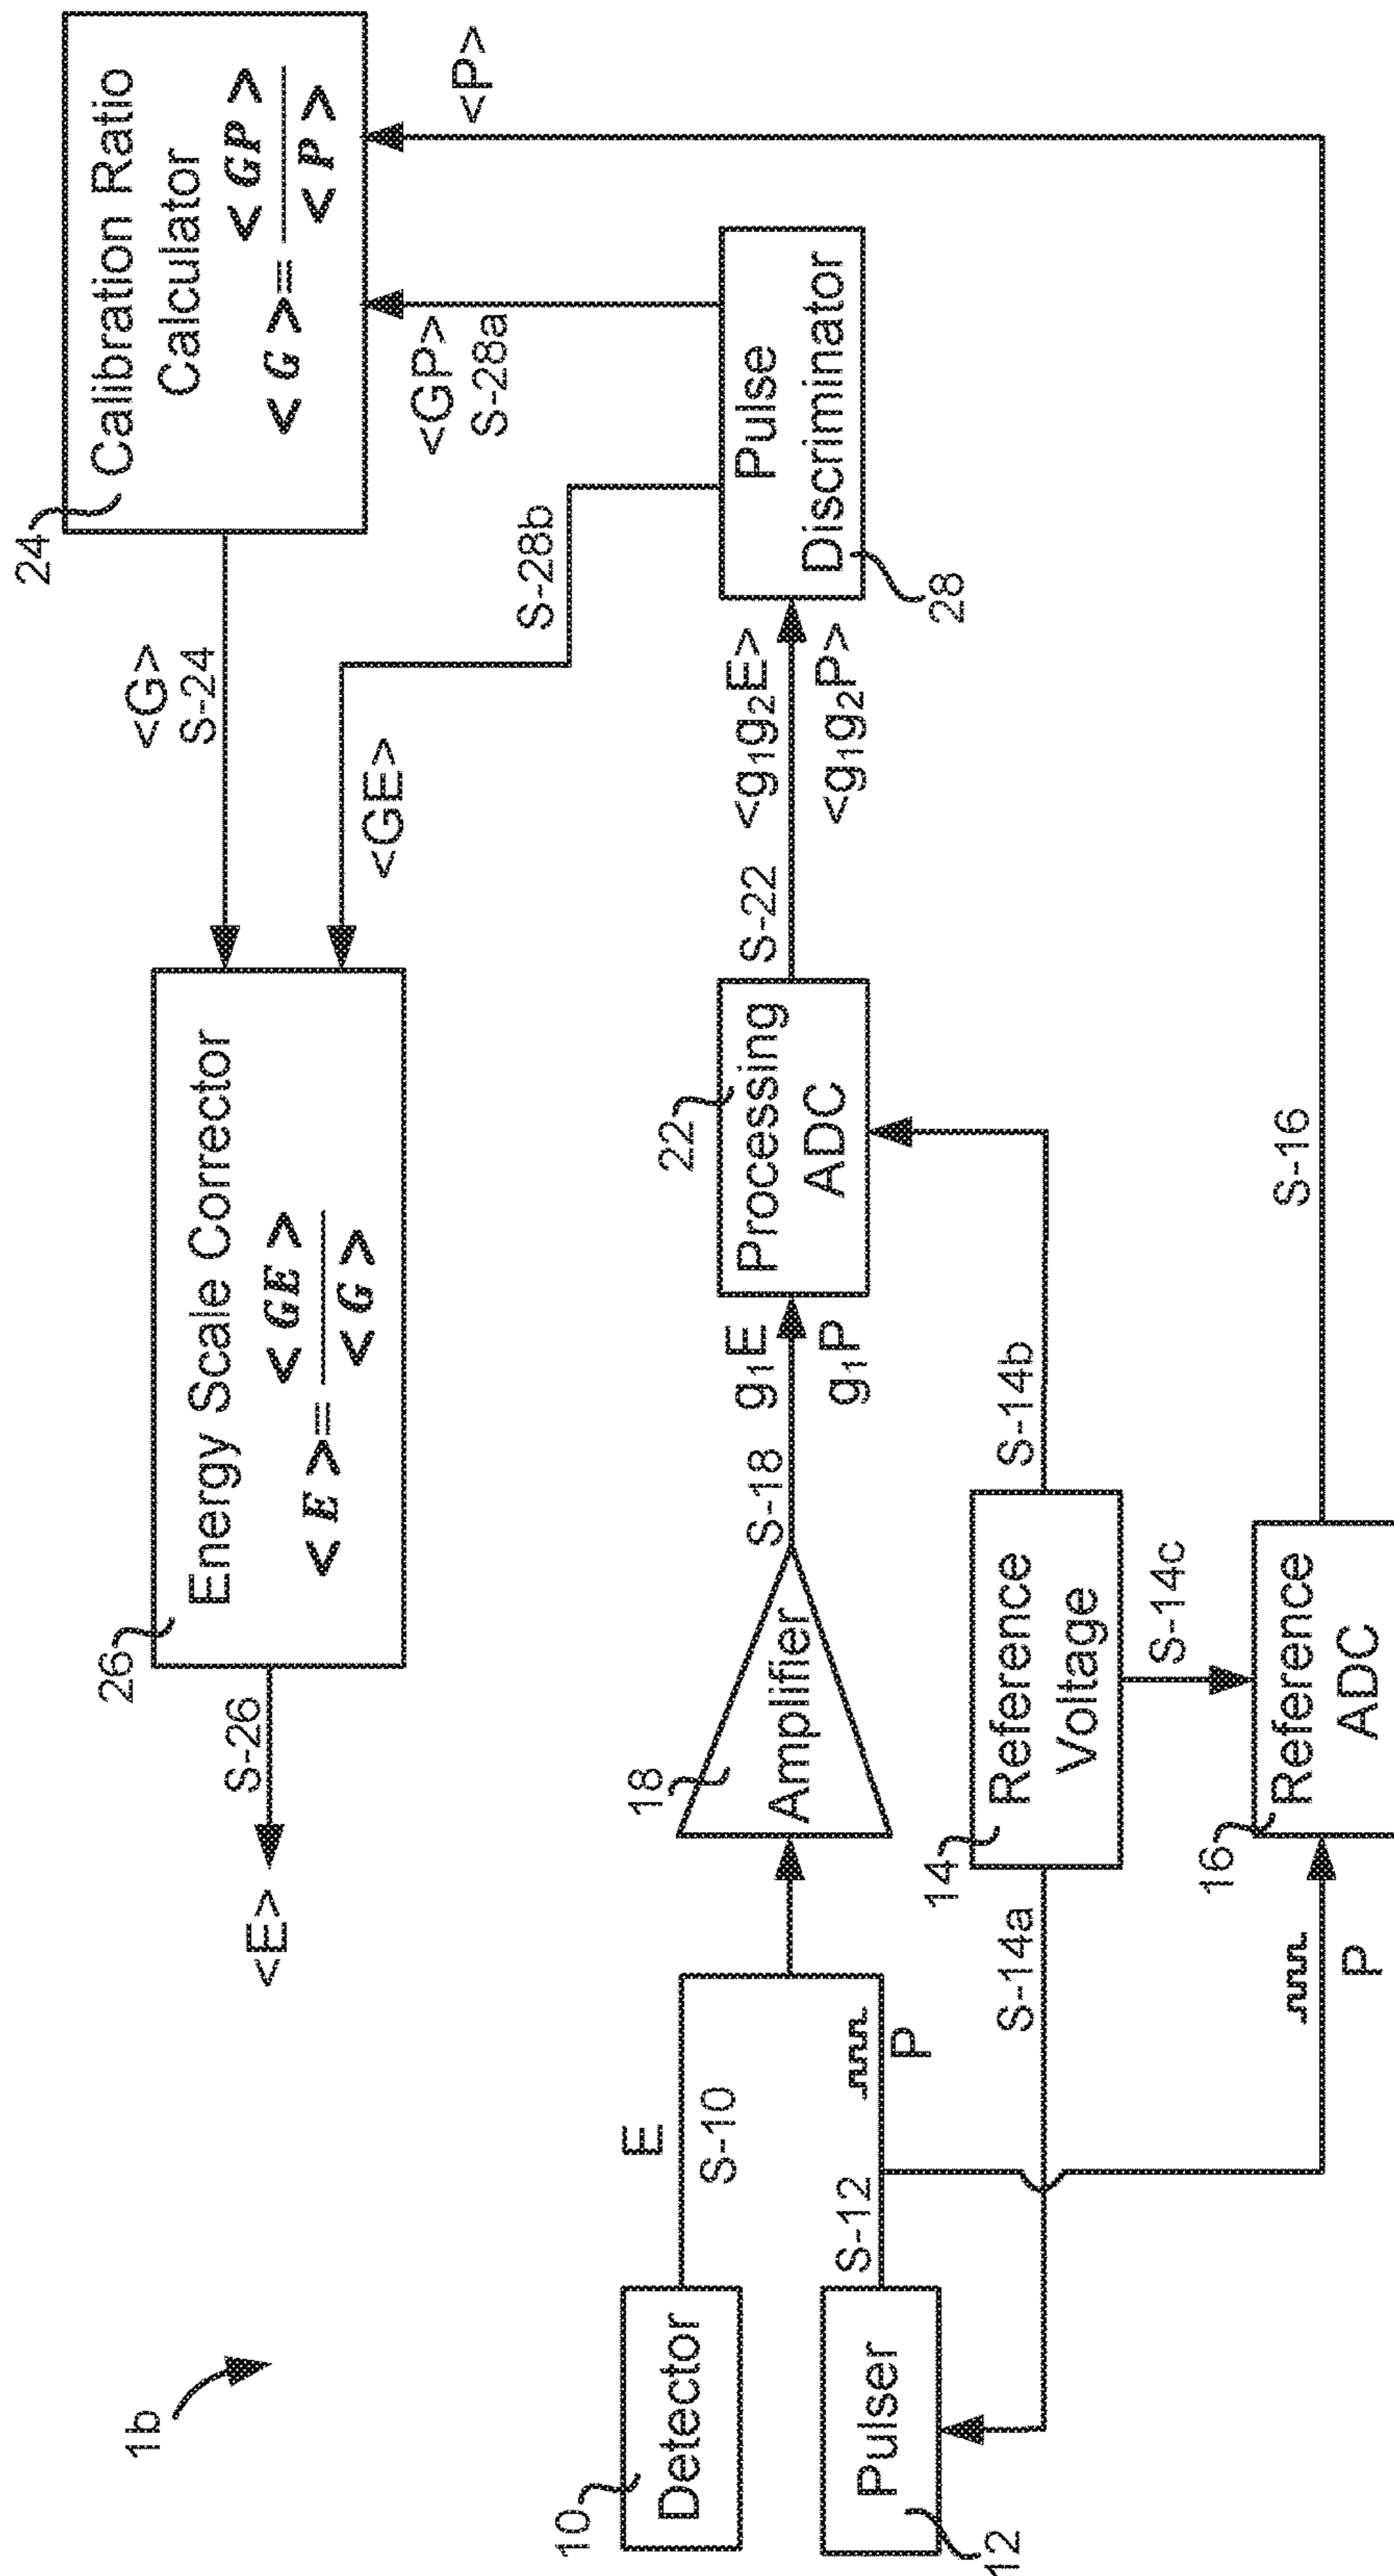 1b
<E>
S-26
26
Energy Scale Corrector
< E >= < GE > / < G >
<G>
S-24
<GE>
24
Calibration Ratio
Calculator
< G >= < GP > / < P >
S-28b
<GP>
S-28a
<P>
10
Detector
E
S-10
12
Pulser
S-12
P
18
Amplifier
S-18
g₁E
g₁P
22
Processing
ADC
S-22
<g₁g₂E>
<g₁g₂P>
Pulse
Discriminator
28
S-14a
14
Reference
Voltage
S-14b
S-14c
P
16
Reference
ADC
S-16